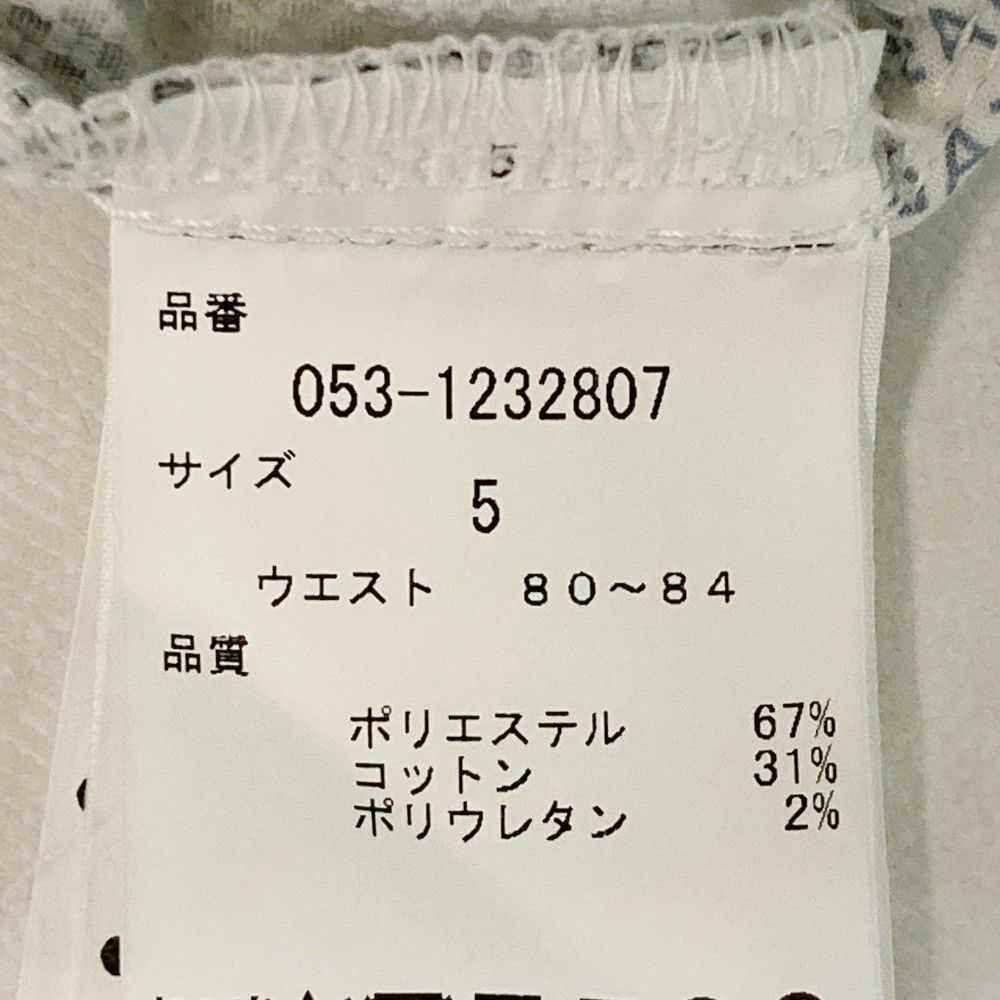 5
品番
053-1232807
サイズ
5
ウエスト 80～84
品質
ポリエステル 67%
コットン 31%
ポリウレタン 2%